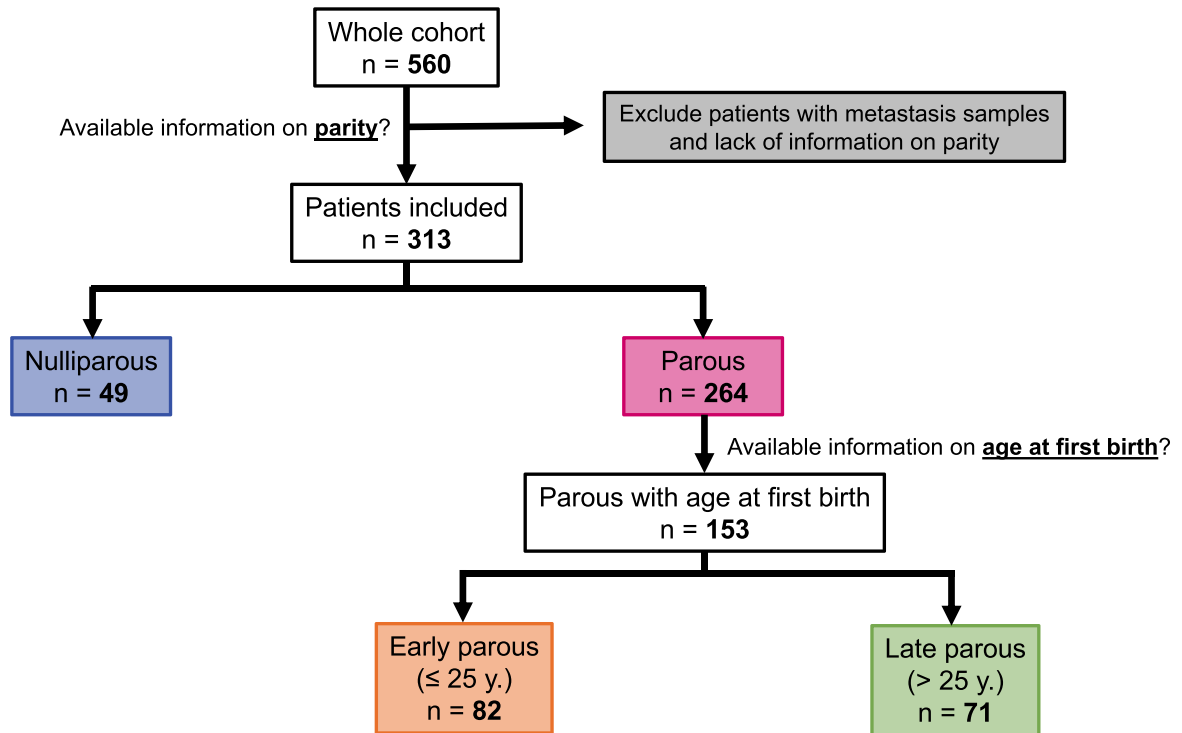 Whole cohort
n = 560
Available information on parity?
Exclude patients with metastasis samples
and lack of information on parity
Patients included
n = 313
Nulliparous
n = 49
Parous
n = 264
Available information on age at first birth?
Parous with age at first birth
n = 153
Early parous
(≤ 25 y.)
n = 82
Late parous
(> 25 y.)
n = 71